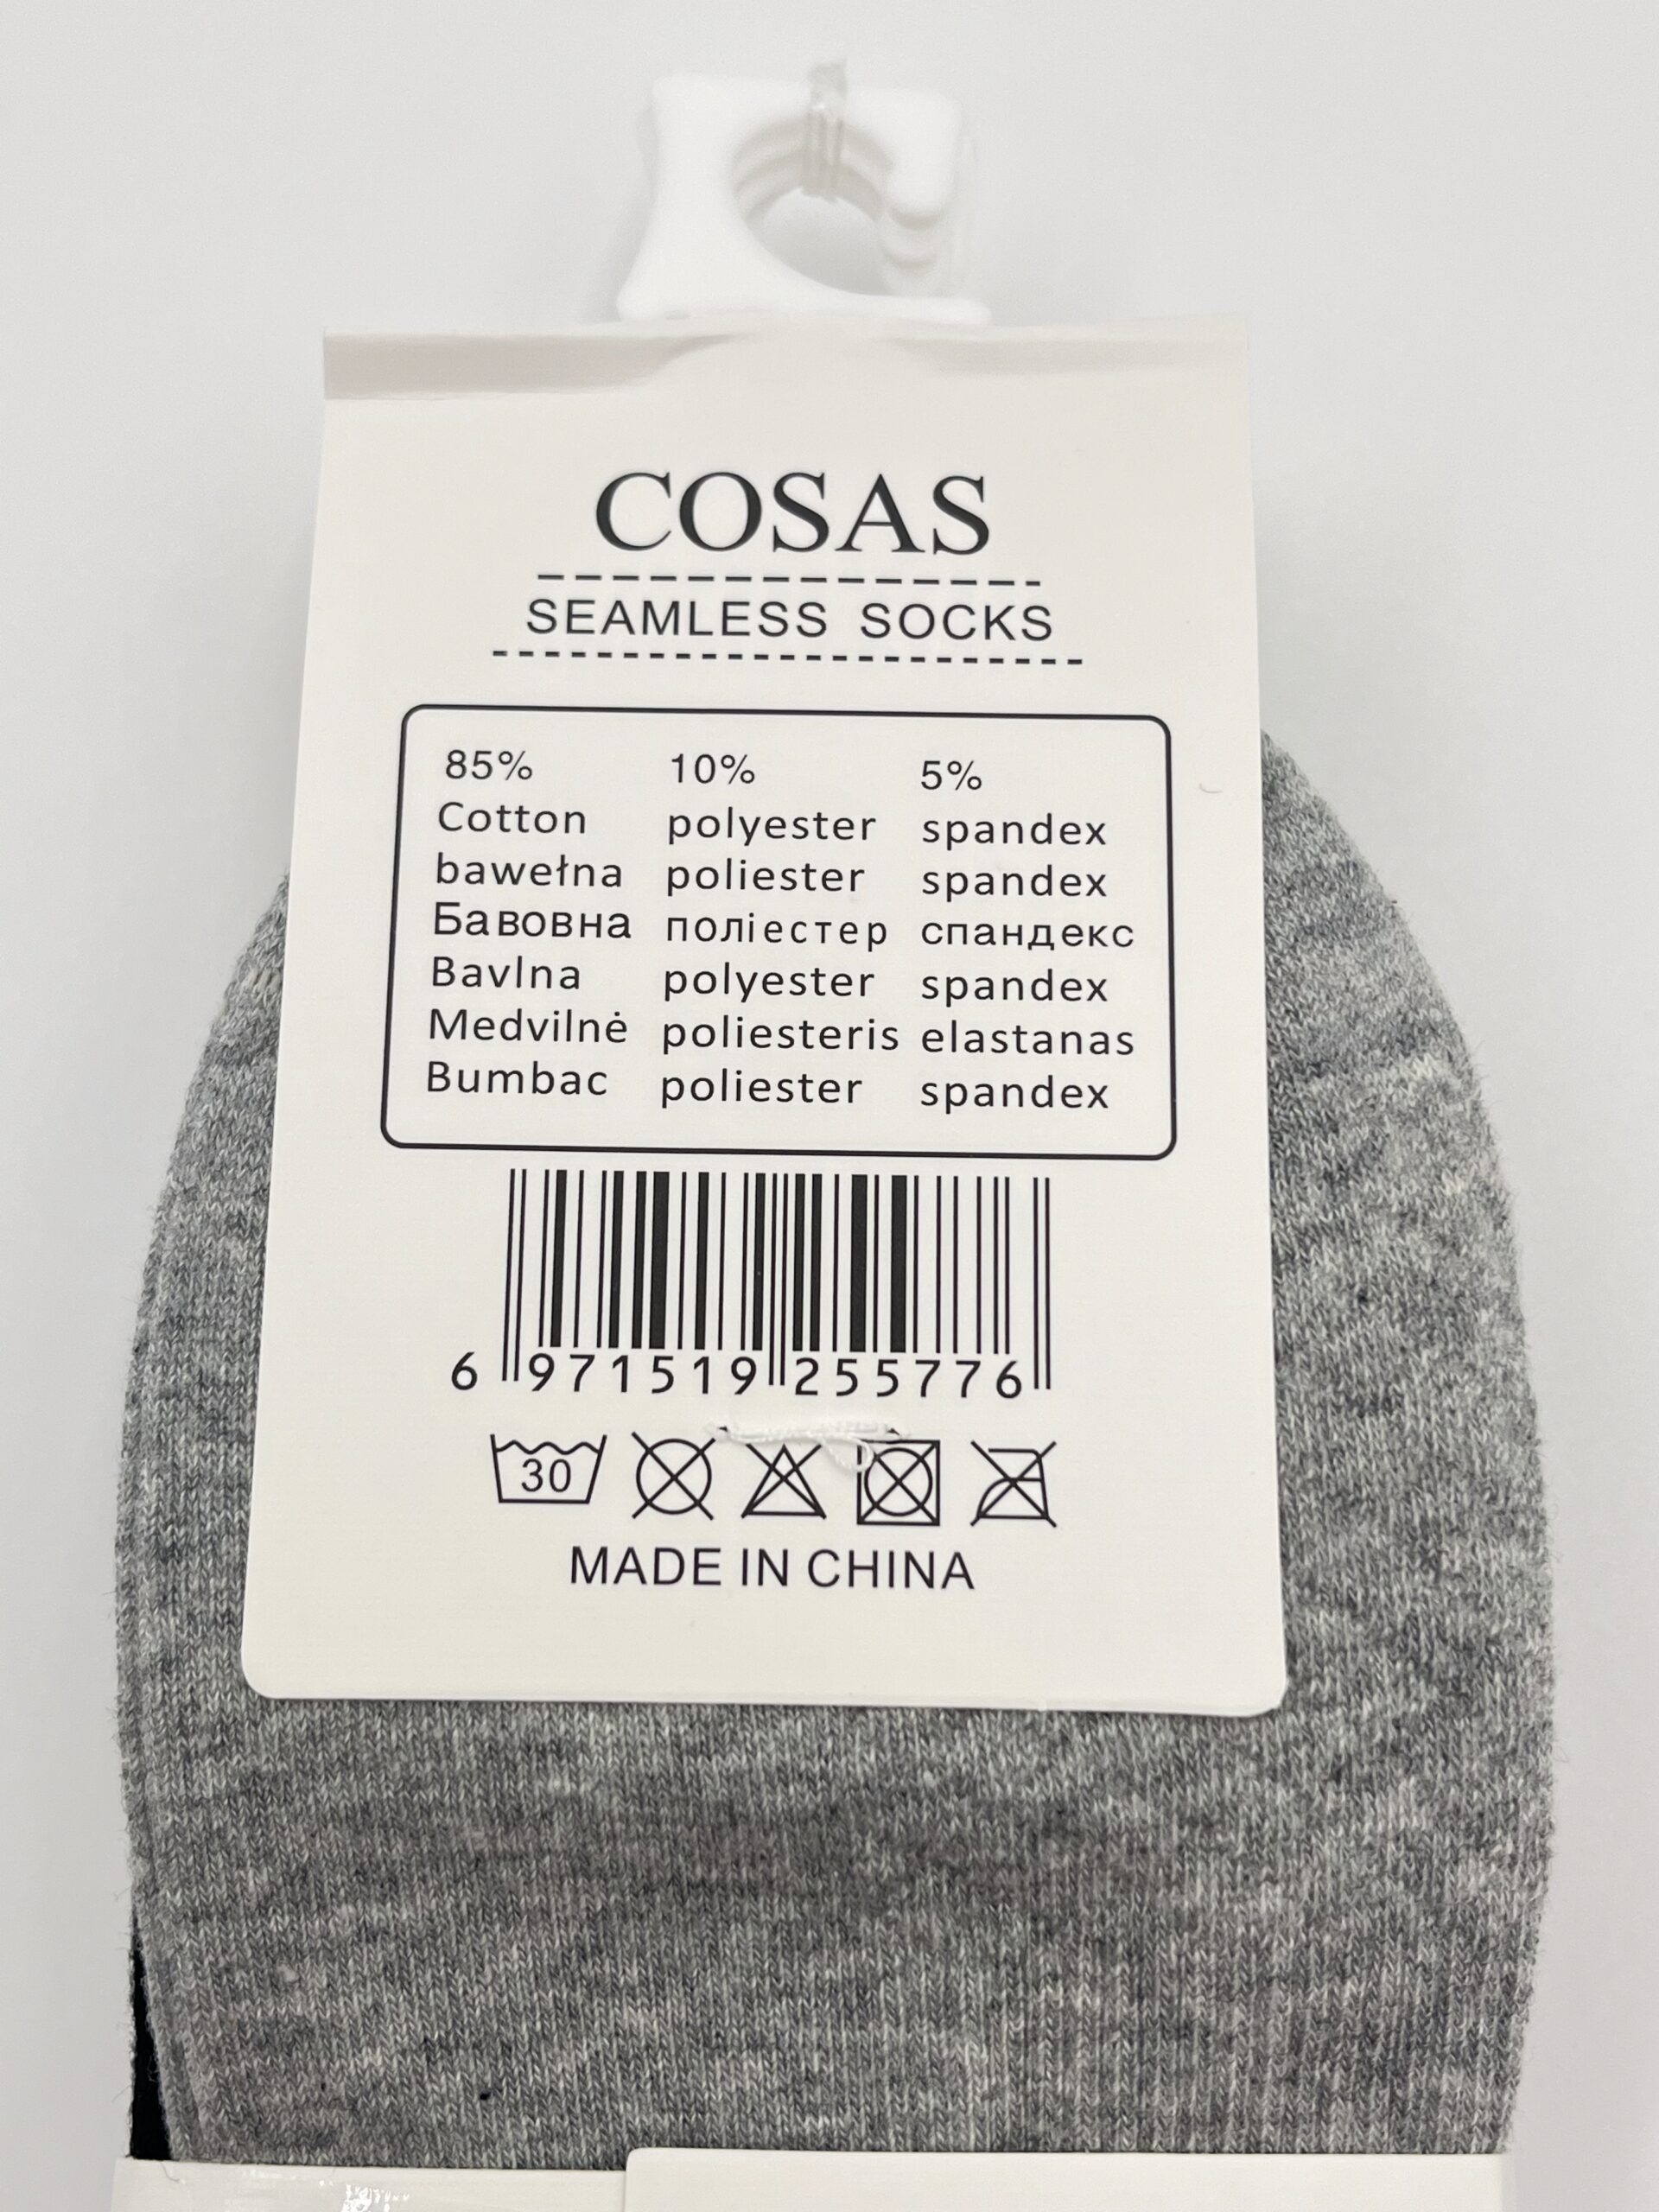 COSAS
SEAMLESS SOCKS
85% 10% 5%
Cotton polyester spandex
bawełna poliester spandex
Бавовна поліестер спандекс
Bavlna polyester spandex
Medvilnė poliesteris elastanas
Bumbac poliester spandex
6 971519 255776
30
MADE IN CHINA